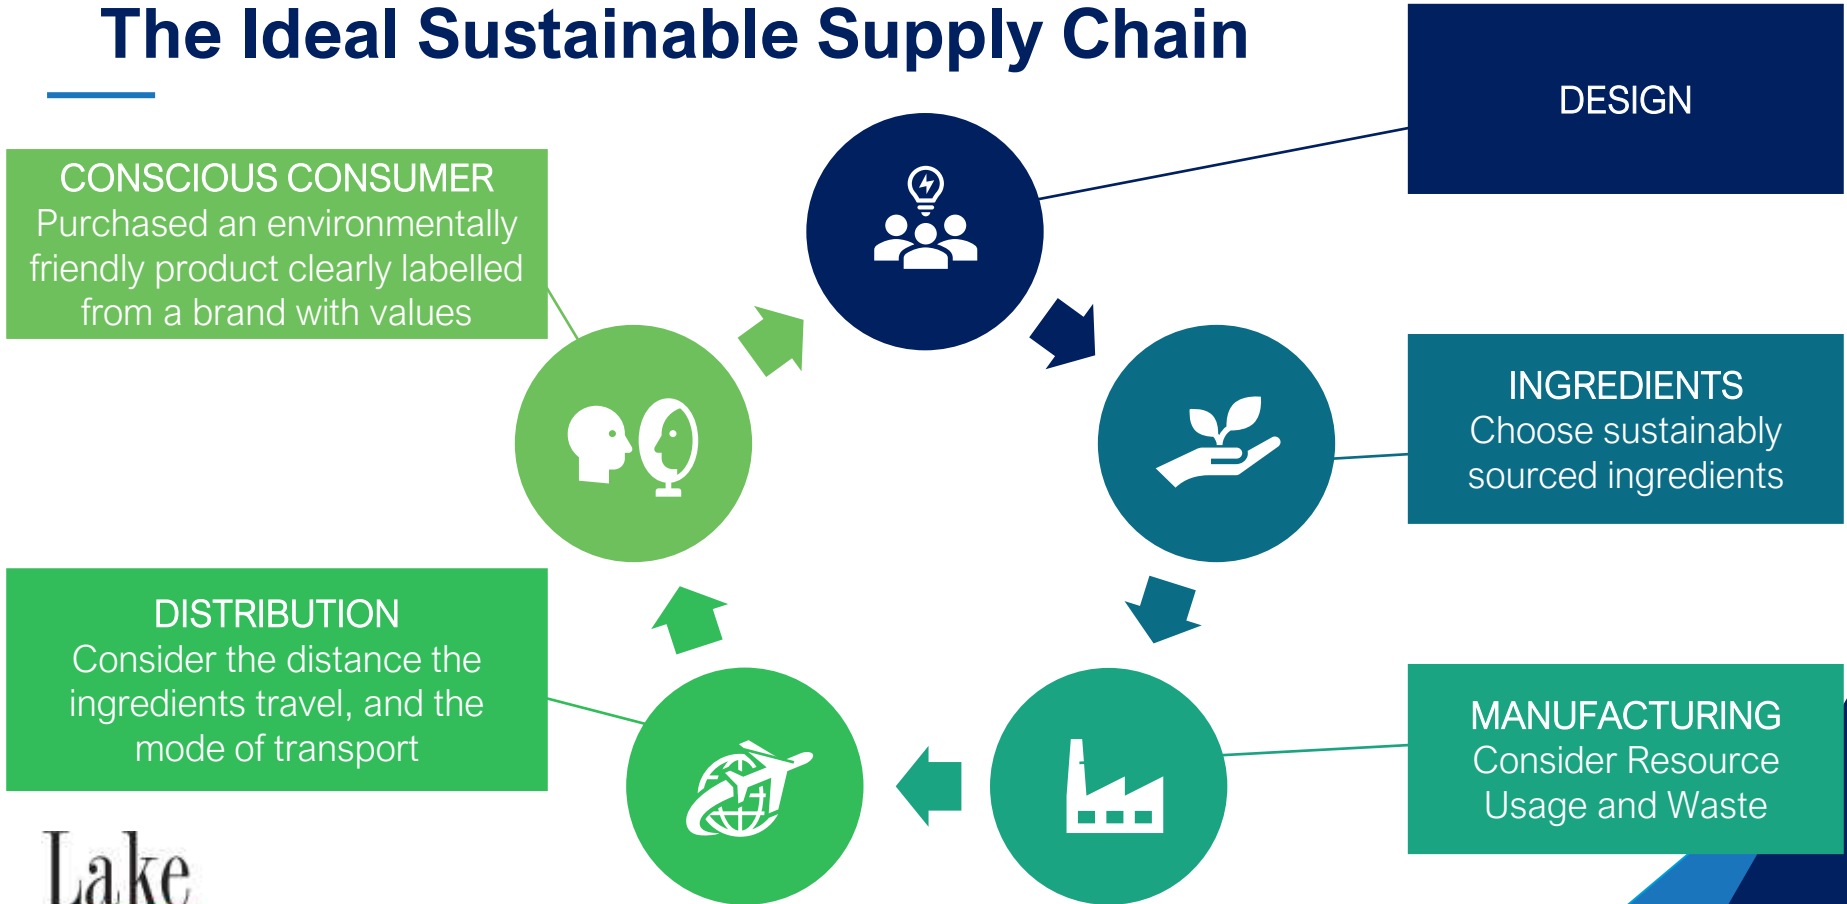 The Ideal Sustainable Supply Chain
DESIGN
CONSCIOUS CONSUMER
Purchased an environmentally
friendly product clearly labelled
from a brand with values
INGREDIENTS
Choose sustainably
sourced ingredients
DISTRIBUTION
Consider the distance the
ingredients travel, and the
mode of transport
MANUFACTURING
Consider Resource
Usage and Waste
Lake